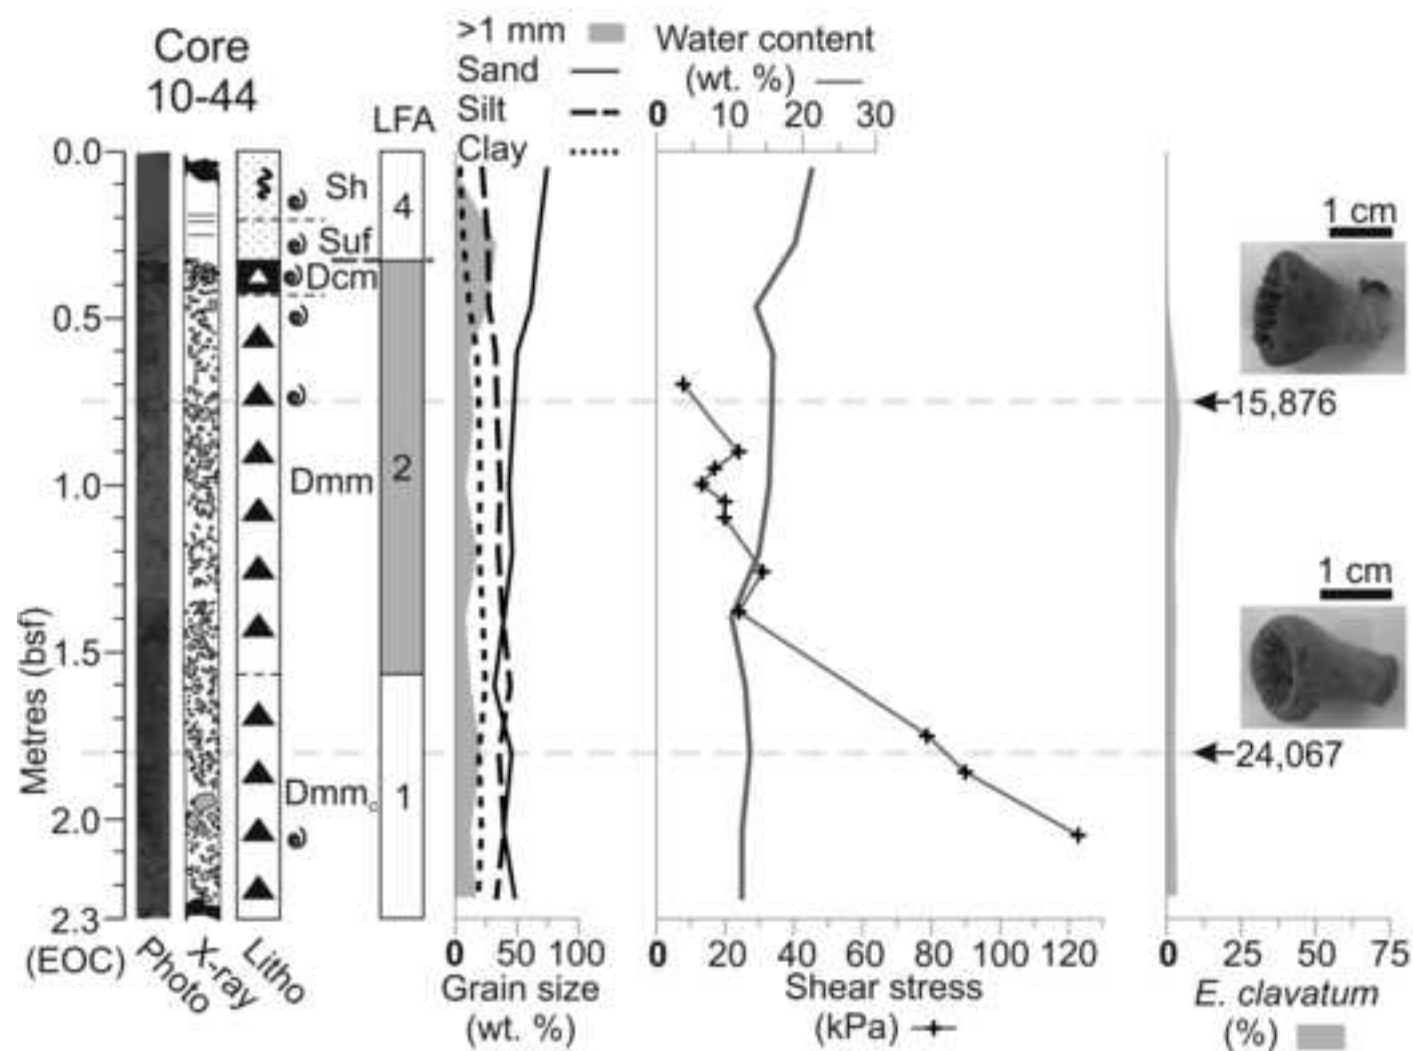 Core
10-44
LFA
>1 mm
Sand
Silt
Clay
Water content
(wt. %)
0 10 20 30
0.0
0.5
1.0
1.5
2.0
2.3
(EOC)
Metres (bsf)
Photo
X-ray
Litho
Sh
Suf
Dcm
Dmm
Dmmc
4
2
1
0 50 100
Grain size
(wt. %)
0 20 40 60 80 100 120
Shear stress
(kPa)
1 cm
15,876
1 cm
24,067
0 25 50 75
E. clavatum
(%)